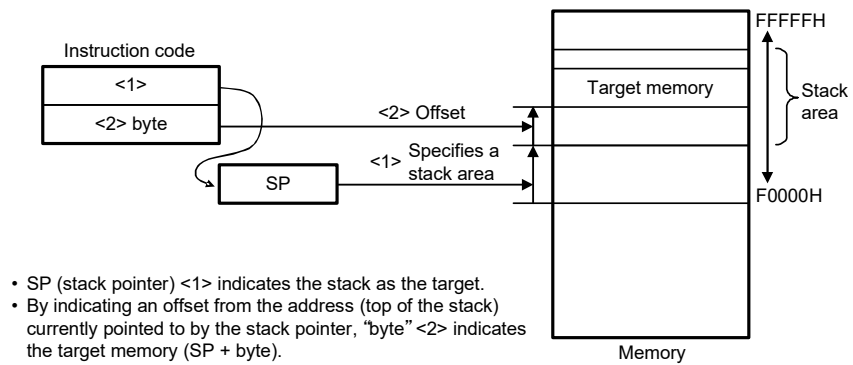 Instruction code
<1>
<2> byte
SP
<2> Offset
<1> Specifies a
stack area
FFFFFH
Target memory
Stack
area
F0000H
Memory
• SP (stack pointer) <1> indicates the stack as the target.
• By indicating an offset from the address (top of the stack)
currently pointed to by the stack pointer, “byte” <2> indicates
the target memory (SP + byte).